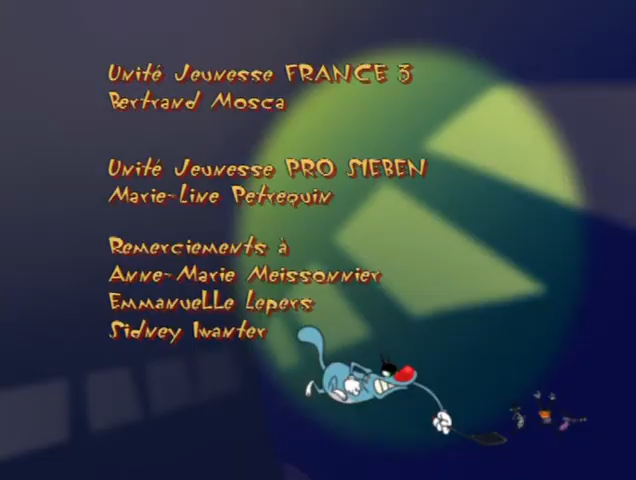 Unité Jeunesse FRANCE 3
Bertrand Mosca
Unité Jeunesse PRO SIEBEN
Marie-Line Petrequin
Remerciements à
Anne-Marie Meissonnier
Emmanuelle Lepers
Sidney Iwanter